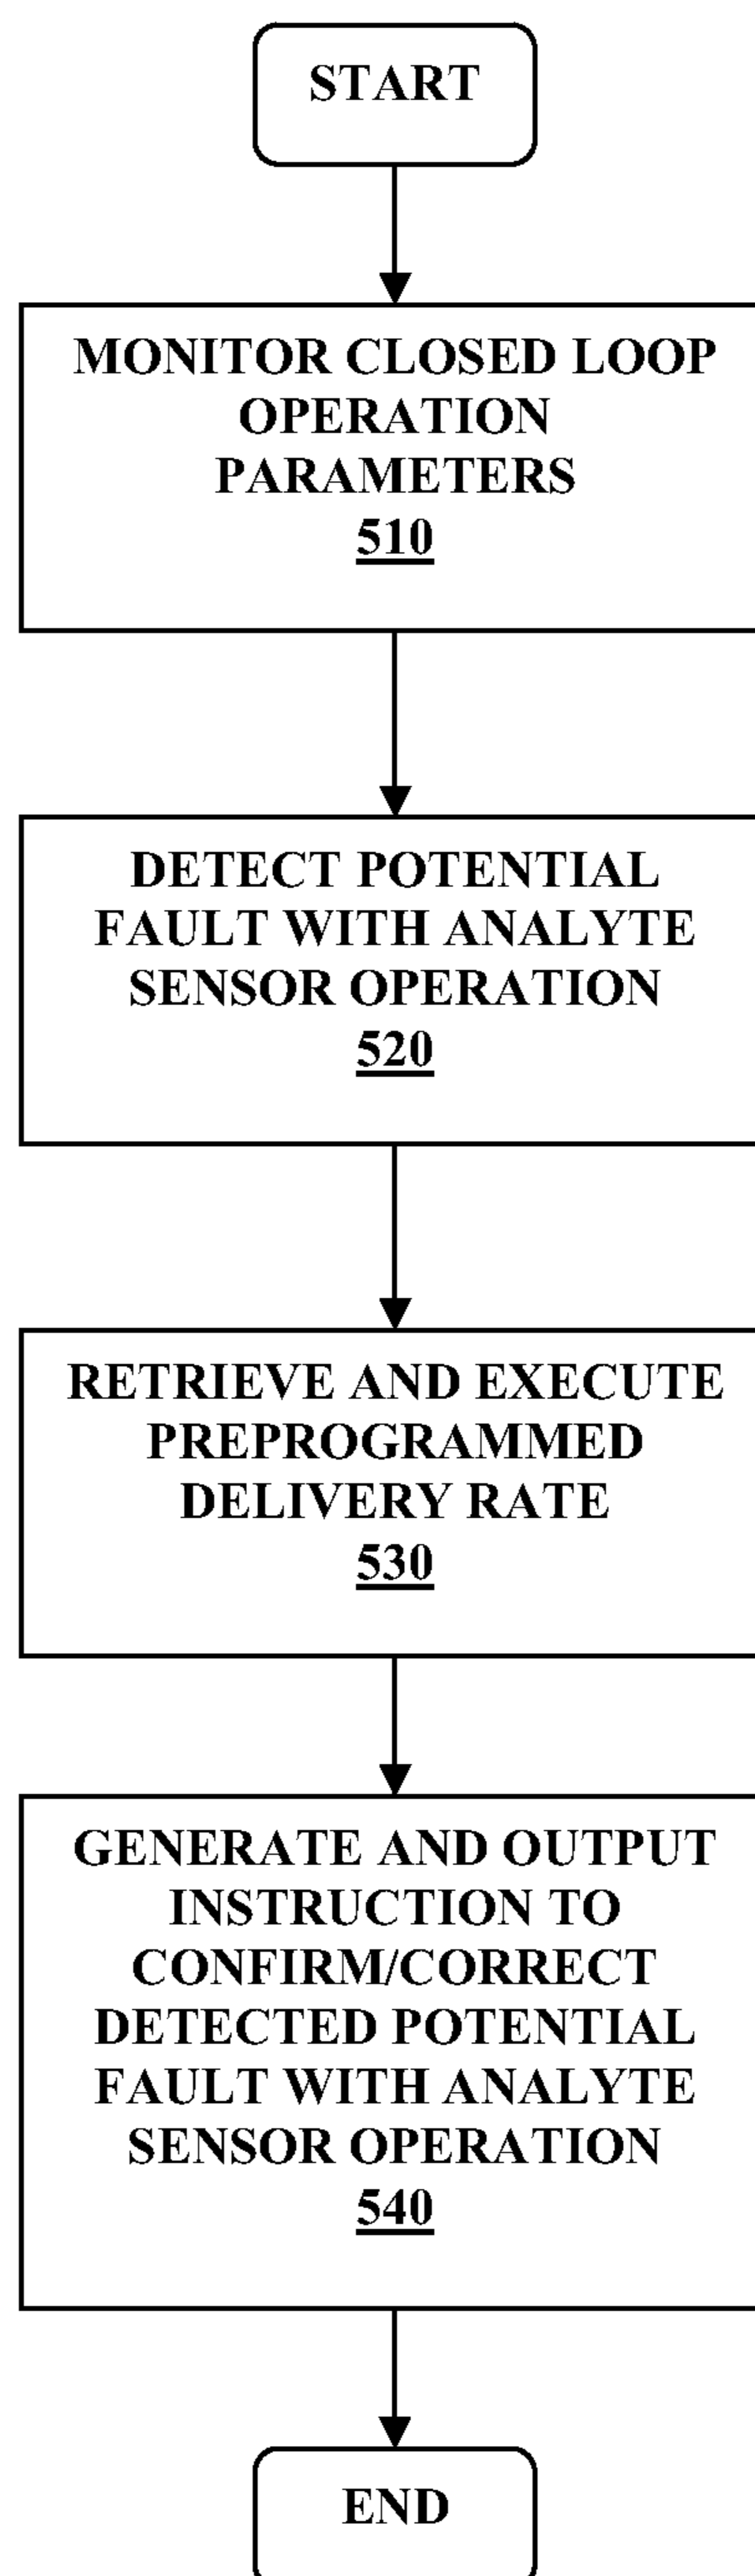 START
MONITOR CLOSED LOOP
OPERATION
PARAMETERS
510
DETECT POTENTIAL
FAULT WITH ANALYTE
SENSOR OPERATION
520
RETRIEVE AND EXECUTE
PREPROGRAMMED
DELIVERY RATE
530
GENERATE AND OUTPUT
INSTRUCTION TO
CONFIRM/CORRECT
DETECTED POTENTIAL
FAULT WITH ANALYTE
SENSOR OPERATION
540
END